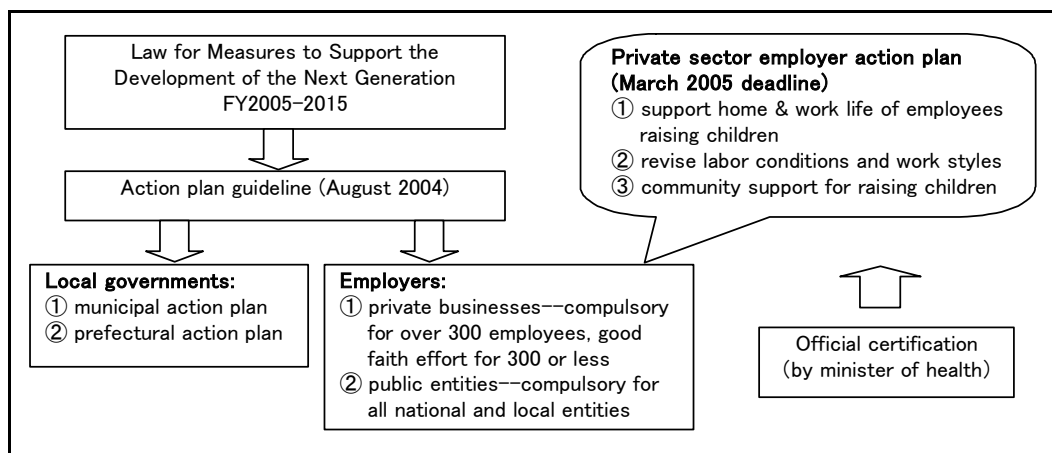 Law for Measures to Support the
Development of the Next Generation
FY2005-2015
Action plan guideline (August 2004)
Local governments:
① municipal action plan
② prefectural action plan
Employers:
① private businesses--compulsory
for over 300 employees, good
faith effort for 300 or less
② public entities--compulsory for
all national and local entities
Private sector employer action plan
(March 2005 deadline)
① support home & work life of employees
raising children
② revise labor conditions and work styles
③ community support for raising children
Official certification
(by minister of health)